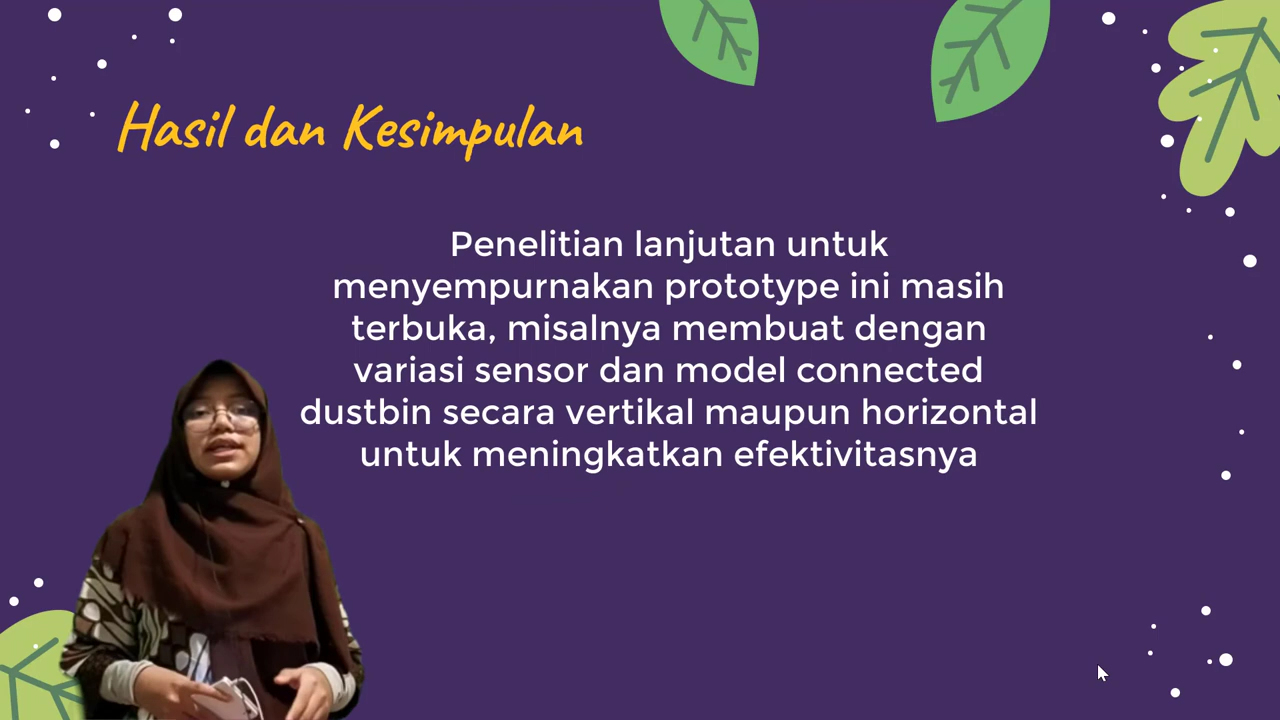 Hasil dan Kesimpulan
Penelitian lanjutan untuk
menyempurnakan prototype ini masih
terbuka, misalnya membuat dengan
variasi sensor dan model connected
dustbin secara vertikal maupun horizontal
untuk meningkatkan efektivitasnya